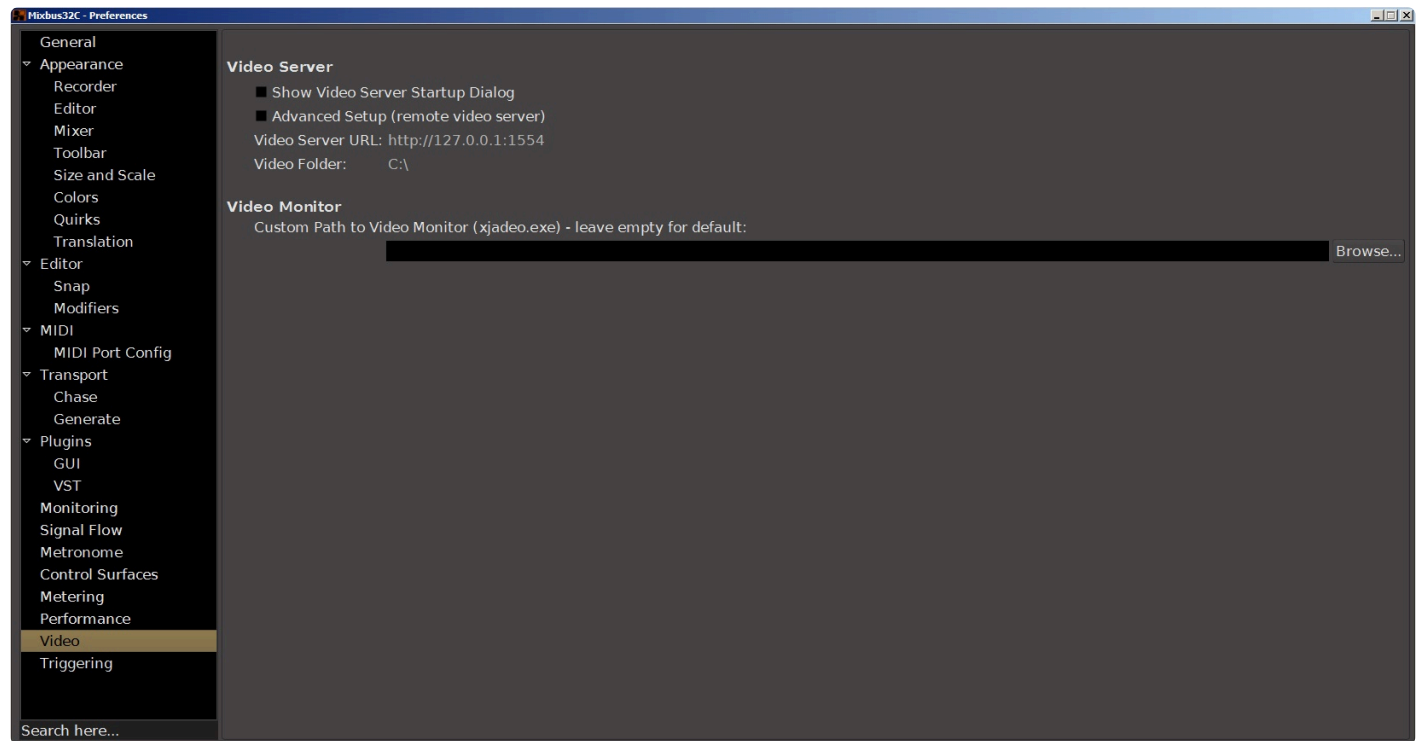 Mixbus32C - Preferences
General
Appearance
Recorder
Editor
Mixer
Toolbar
Size and Scale
Colors
Quirks
Translation
Editor
Snap
Modifiers
MIDI
MIDI Port Config
Transport
Chase
Generate
Plugins
GUI
VST
Monitoring
Signal Flow
Metronome
Control Surfaces
Metering
Performance
Video
Triggering
Search here...
Video Server
Show Video Server Startup Dialog
Advanced Setup (remote video server)
Video Server URL: http://127.0.0.1:1554
Video Folder: C:\
Video Monitor
Custom Path to Video Monitor (xjadeo.exe) - leave empty for default:
Browse...